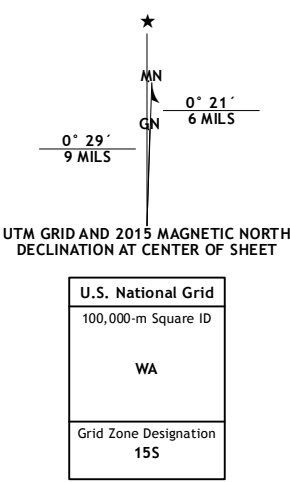 ★
MN
0° 21´
6 MILS
GN
0° 29´
9 MILS
UTM GRID AND 2015 MAGNETIC NORTH
DECLINATION AT CENTER OF SHEET
U.S. National Grid
100,000-m Square ID
WA
Grid Zone Designation
15S